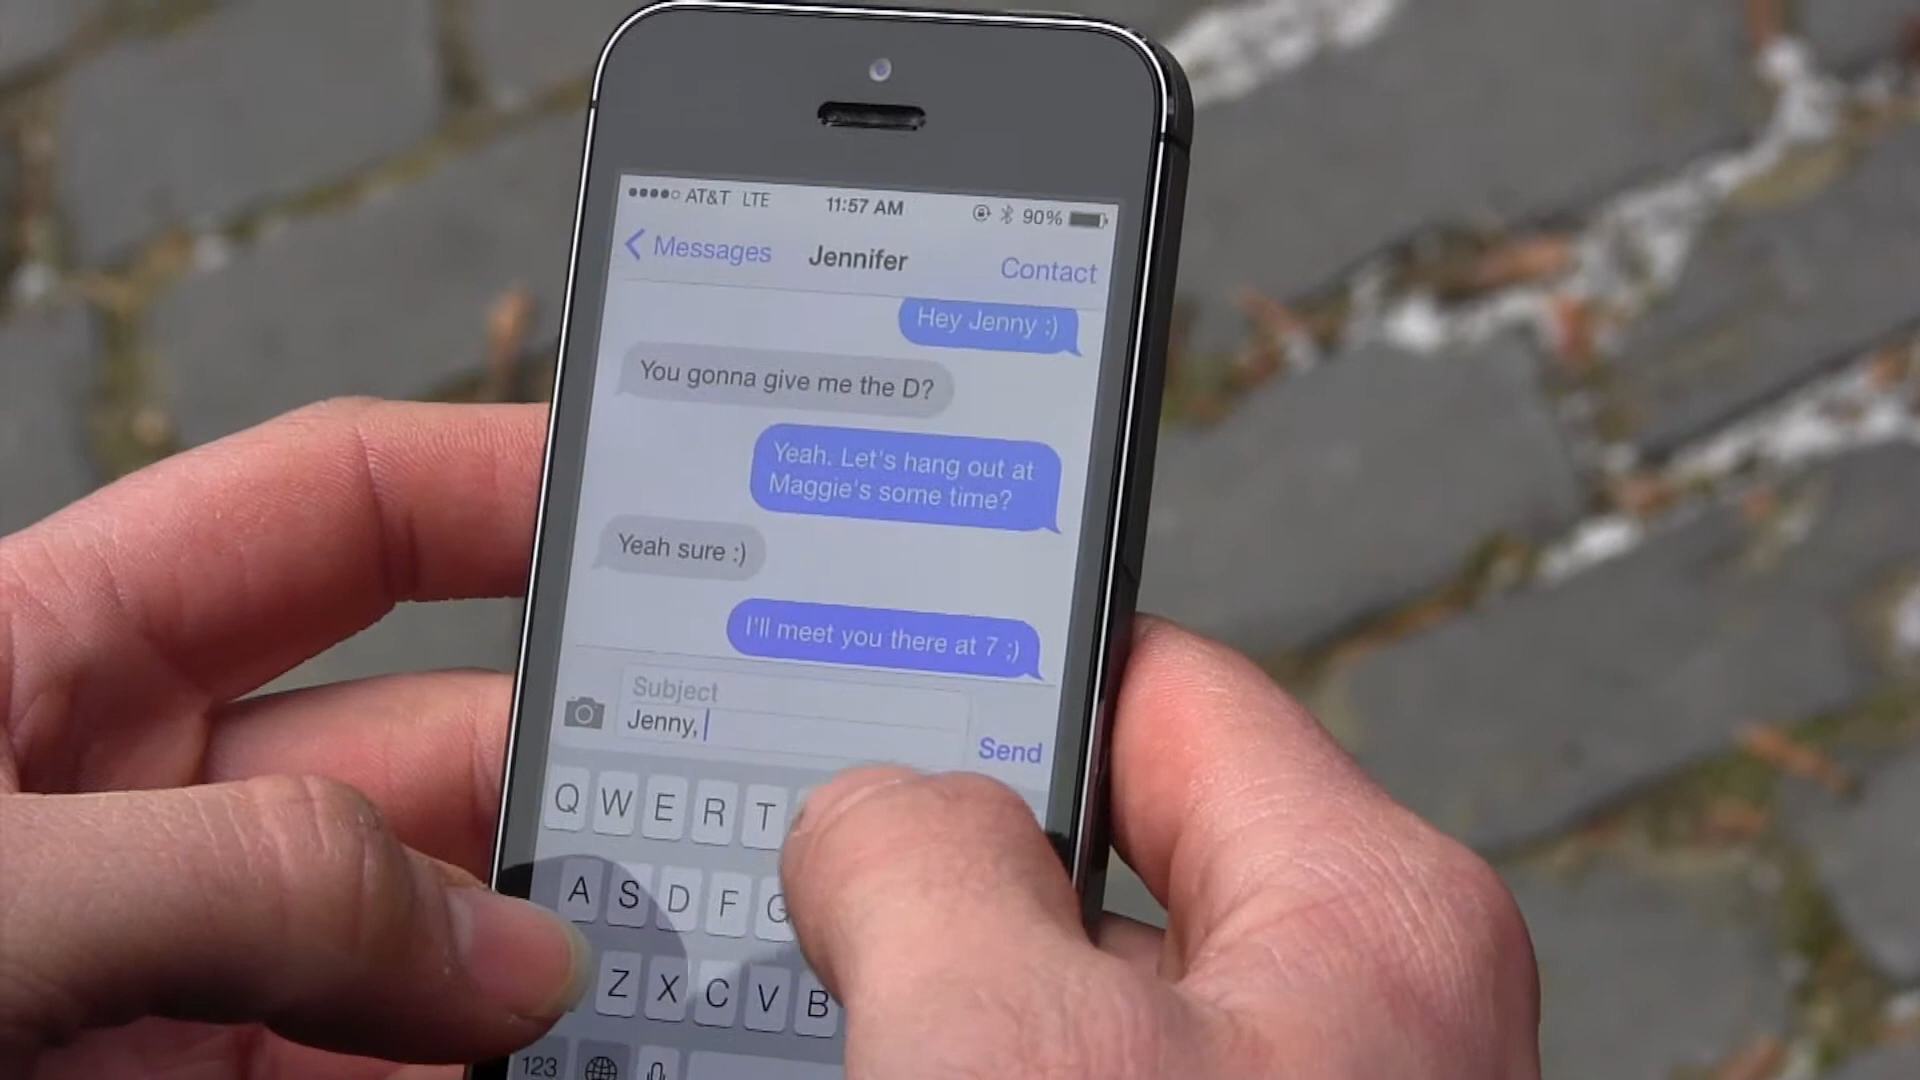 AT&T LTE 11:57 AM 90%
Messages Jennifer Contact
Hey Jenny :)
You gonna give me the D?
Yeah. Let's hang out at
Maggie's some time?
Yeah sure :)
I'll meet you there at 7 ;)
Subject
Jenny,
Send
Q W E R T
A S D F G
Z X C V B
123